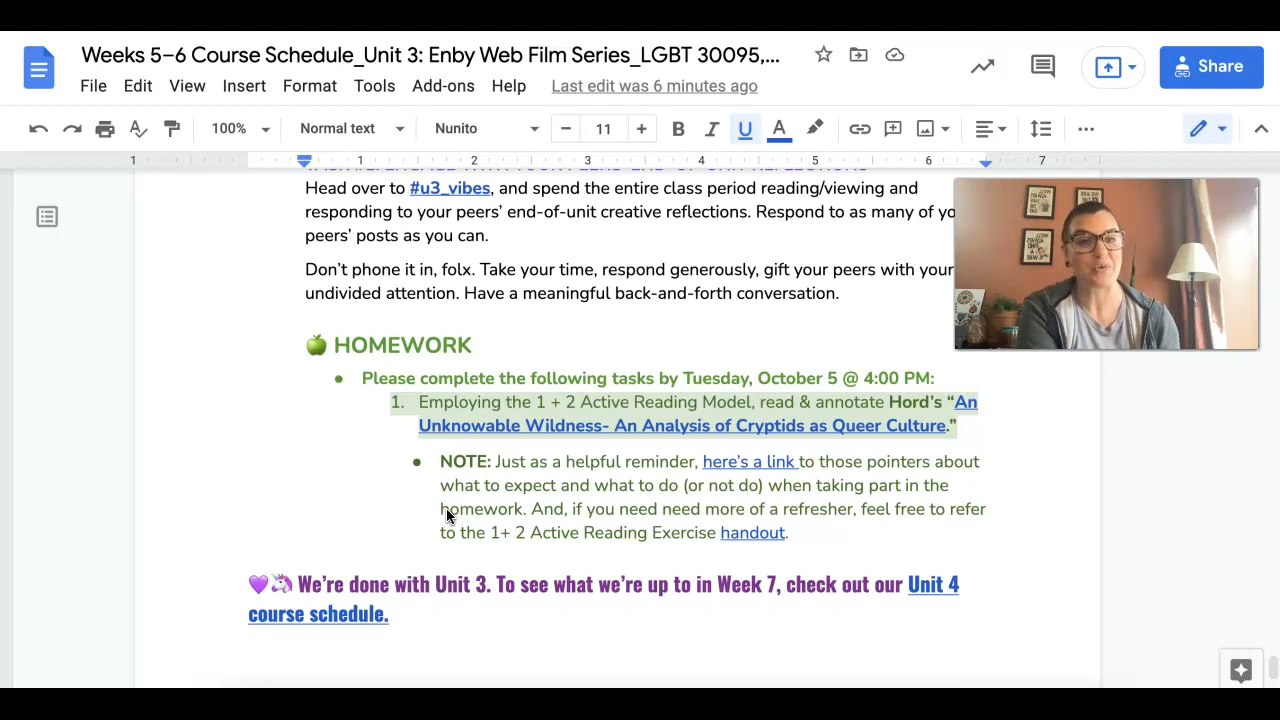 Weeks 5–6 Course Schedule_Unit 3: Enby Web Film Series_LGBT 30095,...
File Edit View Insert Format Tools Add-ons Help Last edit was 6 minutes ago
Share
100% Normal text Nunito 11
1 1 2 3 4 5 6 7
Head over to #u3_vibes, and spend the entire class period reading/viewing and
responding to your peers’ end-of-unit creative reflections. Respond to as many of yo
peers’ posts as you can.
Don’t phone it in, folx. Take your time, respond generously, gift your peers with your
undivided attention. Have a meaningful back-and-forth conversation.
🍏 HOMEWORK
● Please complete the following tasks by Tuesday, October 5 @ 4:00 PM:
1. Employing the 1 + 2 Active Reading Model, read & annotate Hord’s “An
Unknowable Wildness- An Analysis of Cryptids as Queer Culture.”
● NOTE: Just as a helpful reminder, here’s a link to those pointers about
what to expect and what to do (or not do) when taking part in the
homework. And, if you need need more of a refresher, feel free to refer
to the 1+ 2 Active Reading Exercise handout.
💜🦄 We’re done with Unit 3. To see what we’re up to in Week 7, check out our Unit 4
course schedule.